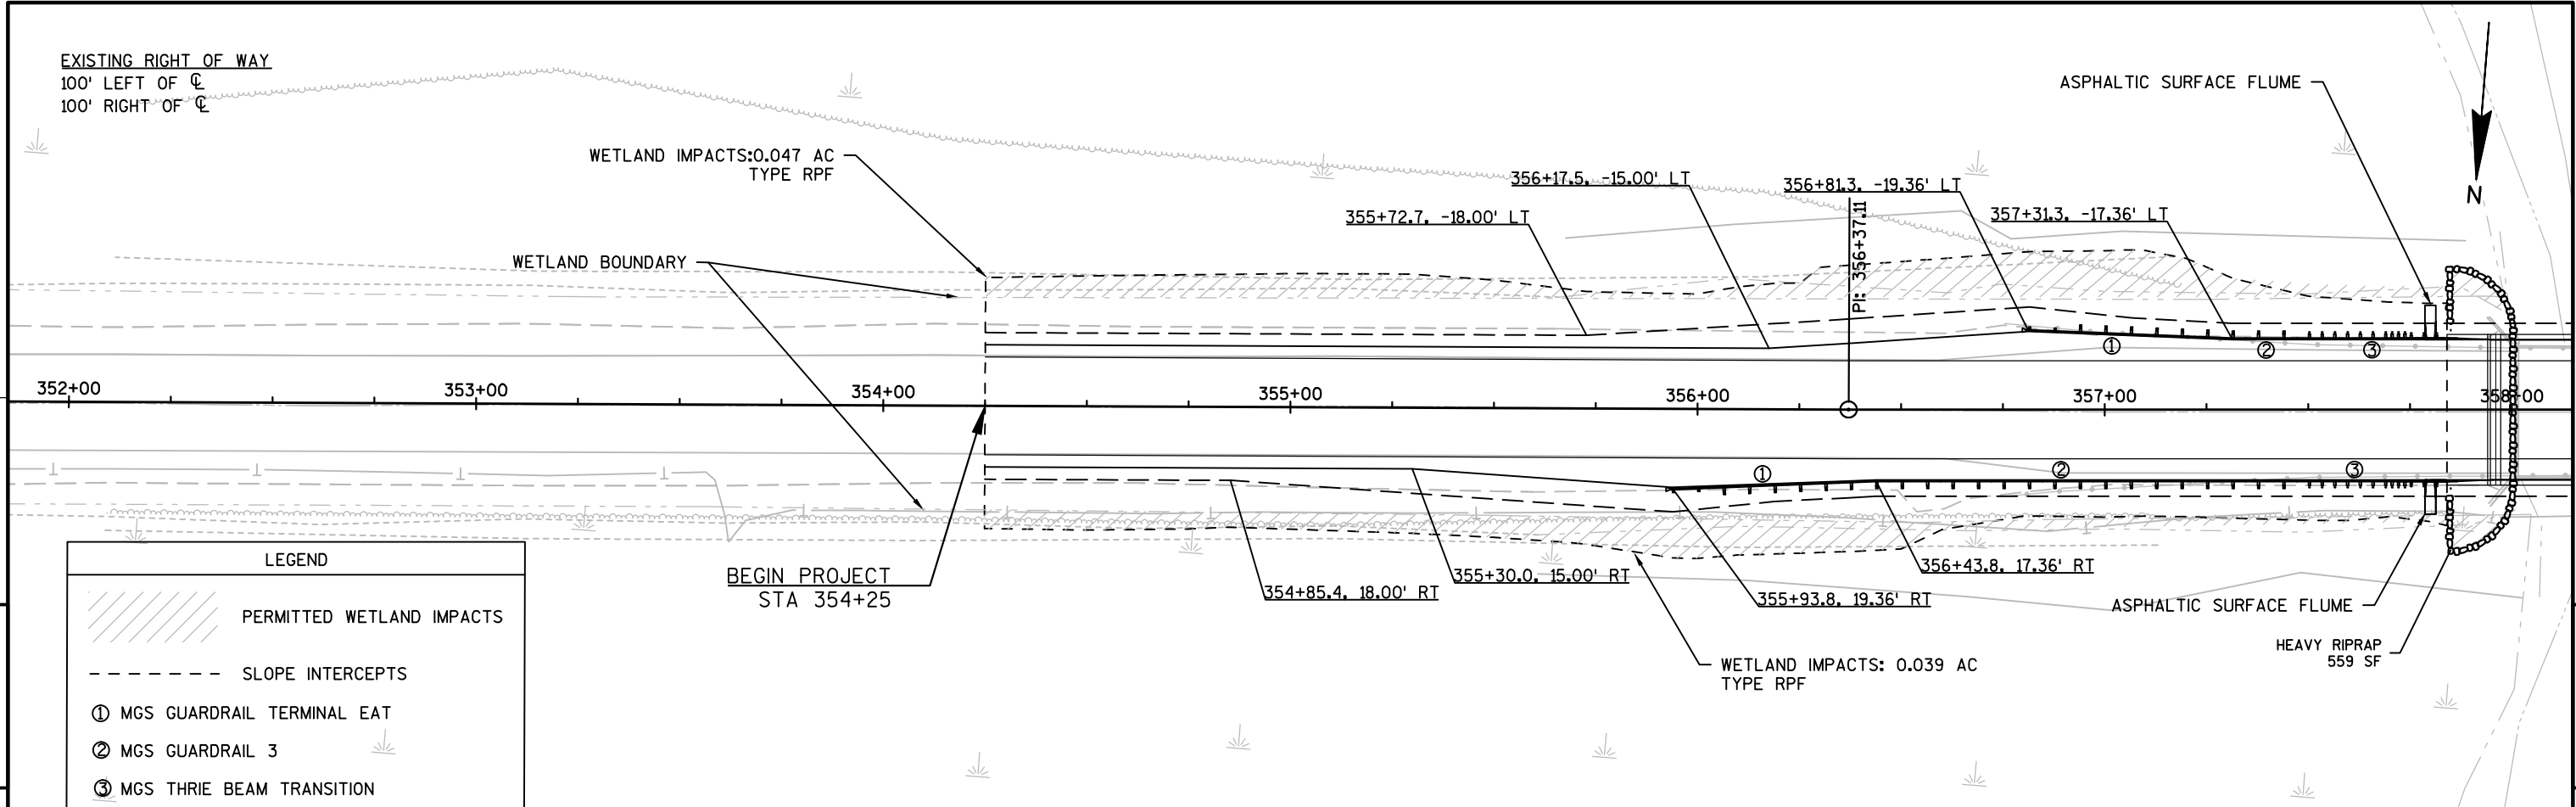 EXISTING RIGHT OF WAY
100' LEFT OF ℄
100' RIGHT OF ℄
ASPHALTIC SURFACE FLUME
WETLAND IMPACTS:0.047 AC
TYPE RPF
356+17.5, -15.00' LT
356+81.3, -19.36' LT
355+72.7, -18.00' LT
357+31.3, -17.36' LT
N
PI: 356+37.11
WETLAND BOUNDARY
① ② ③
352+00 353+00 354+00 355+00 356+00 357+00 358+00
① ② ③
BEGIN PROJECT
STA 354+25
354+85.4, 18.00' RT
355+30.0, 15.00' RT
355+93.8, 19.36' RT
356+43.8, 17.36' RT
ASPHALTIC SURFACE FLUME
HEAVY RIPRAP
559 SF
WETLAND IMPACTS: 0.039 AC
TYPE RPF
LEGEND
PERMITTED WETLAND IMPACTS
SLOPE INTERCEPTS
① MGS GUARDRAIL TERMINAL EAT
② MGS GUARDRAIL 3
③ MGS THRIE BEAM TRANSITION